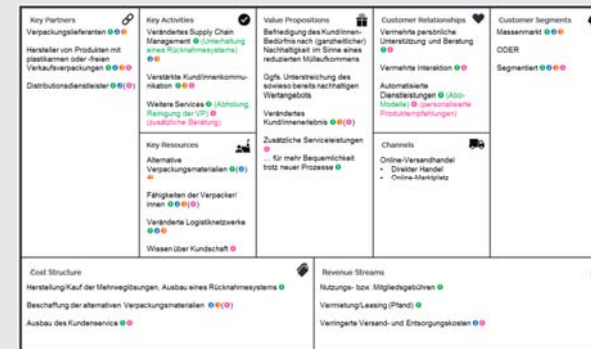 Key Partners
Verpackungslieferanten
Hersteller von Produkten mit
plastikarmen oder -freien
Verkaufsverpackungen
Distributionsdienstleister
Key Activities
Verändertes Supply Chain
Management (Unterhaltung
eines Rücknahmesystems)
Verstärkte Kund/innenkommu-
nikation
Weitere Services (Abholung,
Reinigung der VP)
(zusätzliche Beratung)
Key Resources
Alternative
Verpackungsmaterialien
Fähigkeiten der Verpacker/
innen
Veränderte Logistiknetzwerke
Wissen über Kundschaft
Value Propositions
Befriedigung des Kund/innen-
Bedürfnis nach (ganzheitlicher)
Nachhaltigkeit im Sinne eines
reduzierten Müllaufkommens
Ggfs. Unterstreichung des
sowieso bereits nachhaltigen
Wertangebots
Verändertes
Kund/innenerlebnis
Zusätzliche Serviceleistungen
... für mehr Bequemlichkeit
trotz neuer Prozesse
Customer Relationships
Vermehrte persönliche
Unterstützung und Beratung
Vermehrte Interaktion
Automatisierte
Dienstleistungen (Abo-
Modelle) (personalisierte
Produktempfehlungen)
Channels
Online-Versandhandel
• Direkter Handel
• Online-Marktplatz
Customer Segments
Massenmarkt
ODER
Segmentiert
Cost Structure
Herstellung/Kauf der Mehrweglösungen, Ausbau eines Rücknahmesystems
Beschaffung der alternativen Verpackungsmaterialien
Ausbau des Kundenservice
Revenue Streams
Nutzungs- bzw. Mitgliedsgebühren
Vermietung/Leasing (Pfand)
Verringerte Versand- und Entsorgungskosten